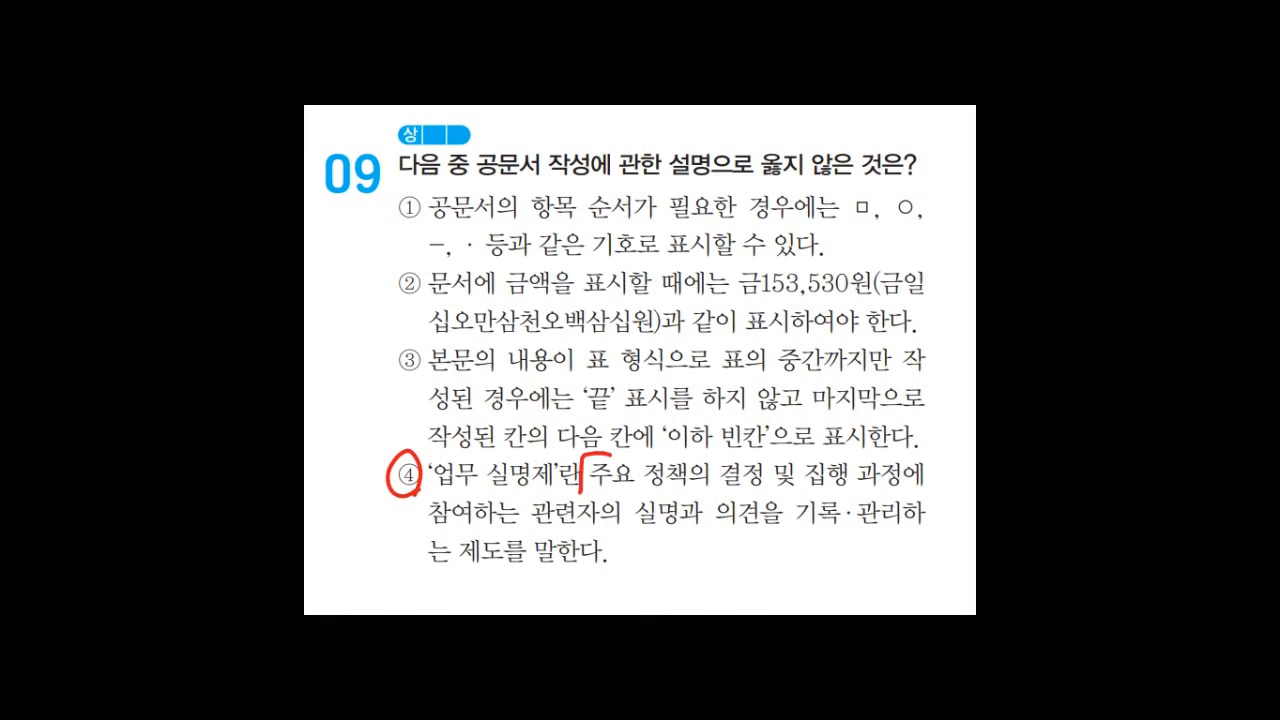 상
09
다음 중 공문서 작성에 관한 설명으로 옳지 않은 것은?
① 공문서의 항목 순서가 필요한 경우에는 ㅁ, ㅇ,
-, · 등과 같은 기호로 표시할 수 있다.
② 문서에 금액을 표시할 때에는 금153,530원(금일
십오만삼천오백삼십원)과 같이 표시하여야 한다.
③ 본문의 내용이 표 형식으로 표의 중간까지만 작
성된 경우에는 '끝' 표시를 하지 않고 마지막으로
작성된 칸의 다음 칸에 '이하 빈칸'으로 표시한다.
④ '업무 실명제'란 주요 정책의 결정 및 집행 과정에
참여하는 관련자의 실명과 의견을 기록·관리하
는 제도를 말한다.